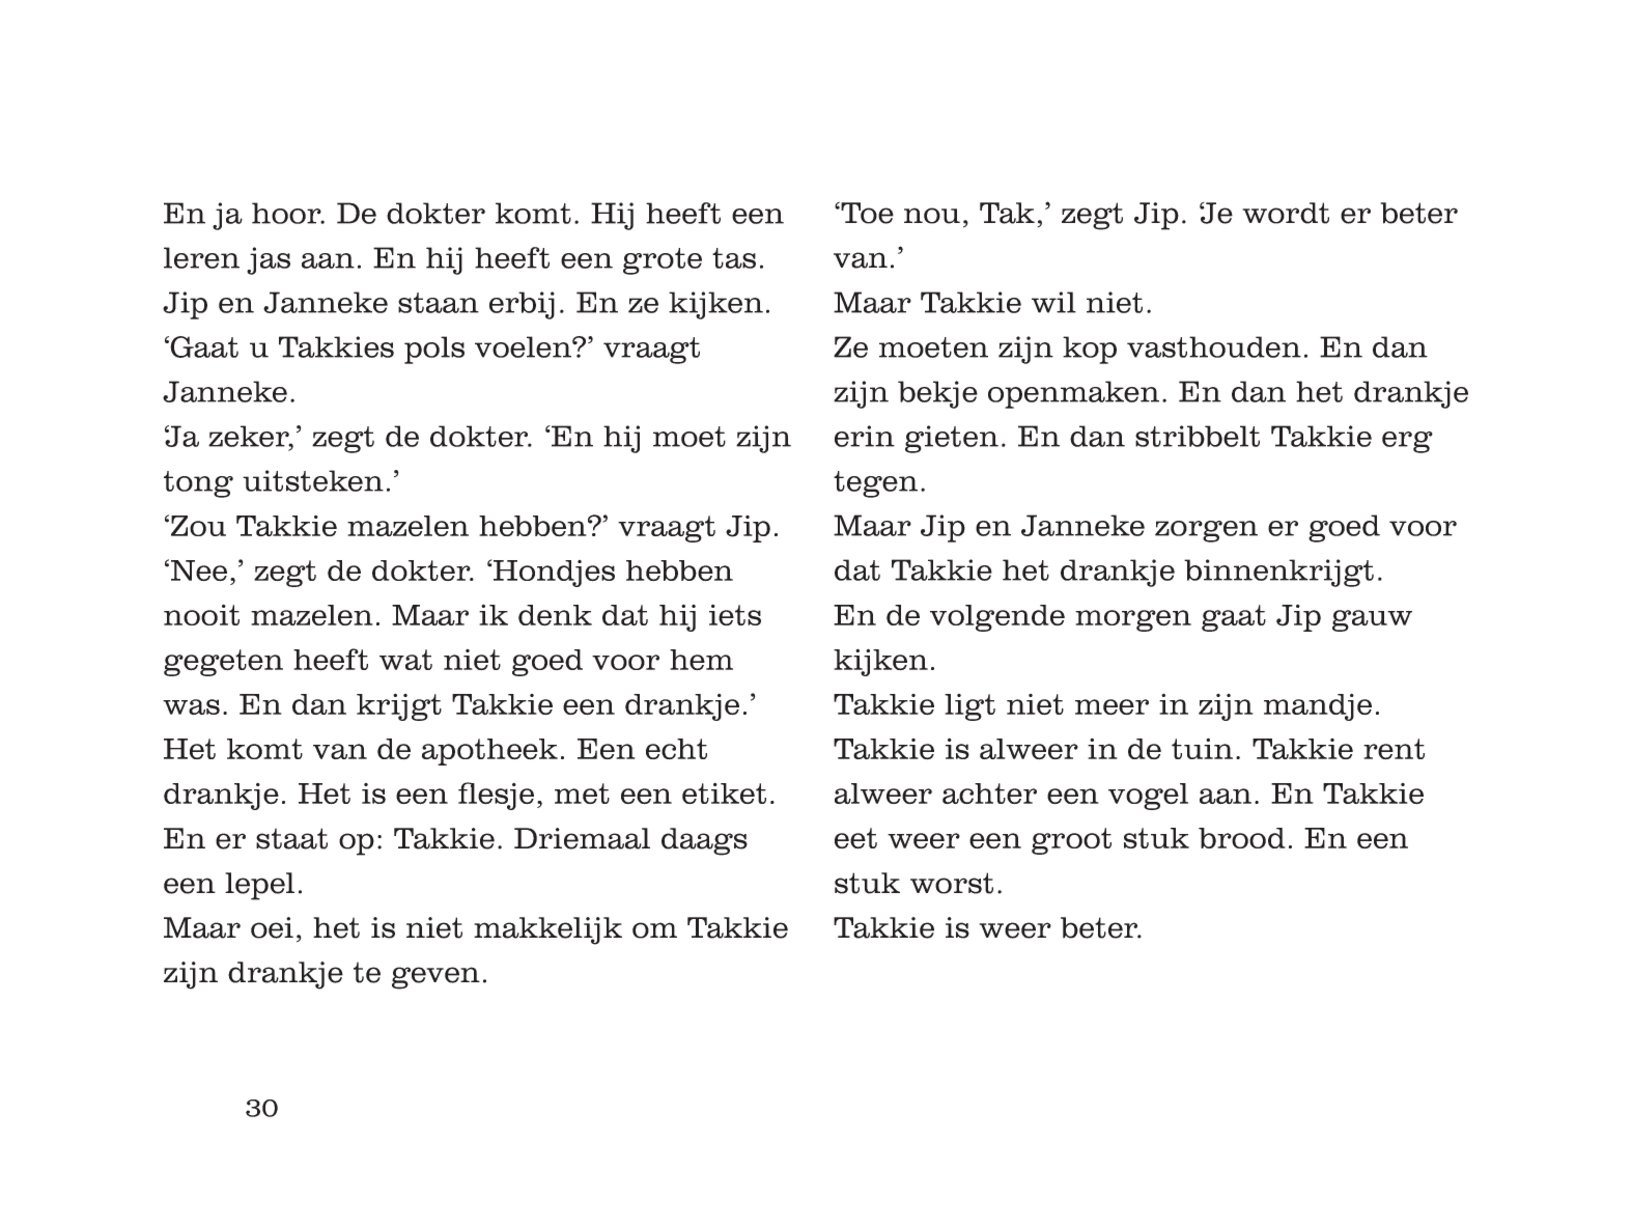 En ja hoor. De dokter komt. Hij heeft een
leren jas aan. En hij heeft een grote tas.
Jip en Janneke staan erbij. En ze kijken.
‘Gaat u Takkies pols voelen?’ vraagt
Janneke.
‘Ja zeker,’ zegt de dokter. ‘En hij moet zijn
tong uitsteken.’
‘Zou Takkie mazelen hebben?’ vraagt Jip.
‘Nee,’ zegt de dokter. ‘Hondjes hebben
nooit mazelen. Maar ik denk dat hij iets
gegeten heeft wat niet goed voor hem
was. En dan krijgt Takkie een drankje.’
Het komt van de apotheek. Een echt
drankje. Het is een flesje, met een etiket.
En er staat op: Takkie. Driemaal daags
een lepel.
Maar oei, het is niet makkelijk om Takkie
zijn drankje te geven.
‘Toe nou, Tak,’ zegt Jip. ‘Je wordt er beter
van.’
Maar Takkie wil niet.
Ze moeten zijn kop vasthouden. En dan
zijn bekje openmaken. En dan het drankje
erin gieten. En dan stribbelt Takkie erg
tegen.
Maar Jip en Janneke zorgen er goed voor
dat Takkie het drankje binnenkrijgt.
En de volgende morgen gaat Jip gauw
kijken.
Takkie ligt niet meer in zijn mandje.
Takkie is alweer in de tuin. Takkie rent
alweer achter een vogel aan. En Takkie
eet weer een groot stuk brood. En een
stuk worst.
Takkie is weer beter.
30